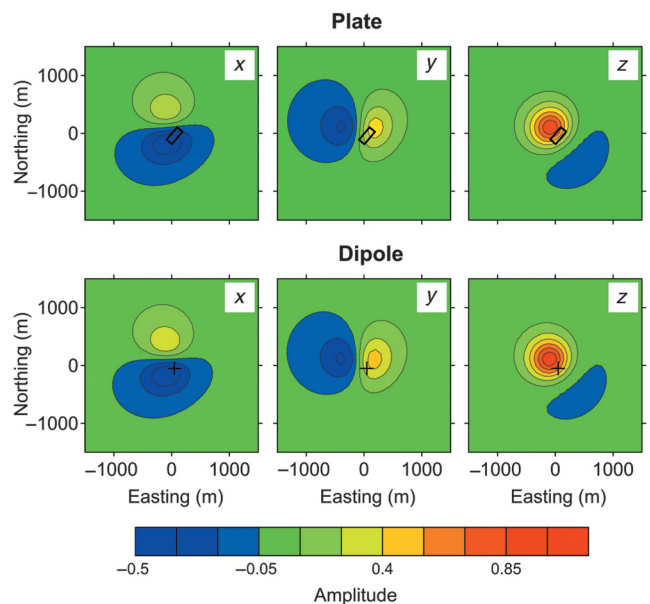 Plate
x
y
z
Northing (m)
1000
0
−1000
Dipole
x
y
z
Northing (m)
1000
0
−1000
−1000 0 1000 −1000 0 1000 −1000 0 1000
Easting (m) Easting (m) Easting (m)
−0.5 −0.05 0.4 0.85
Amplitude